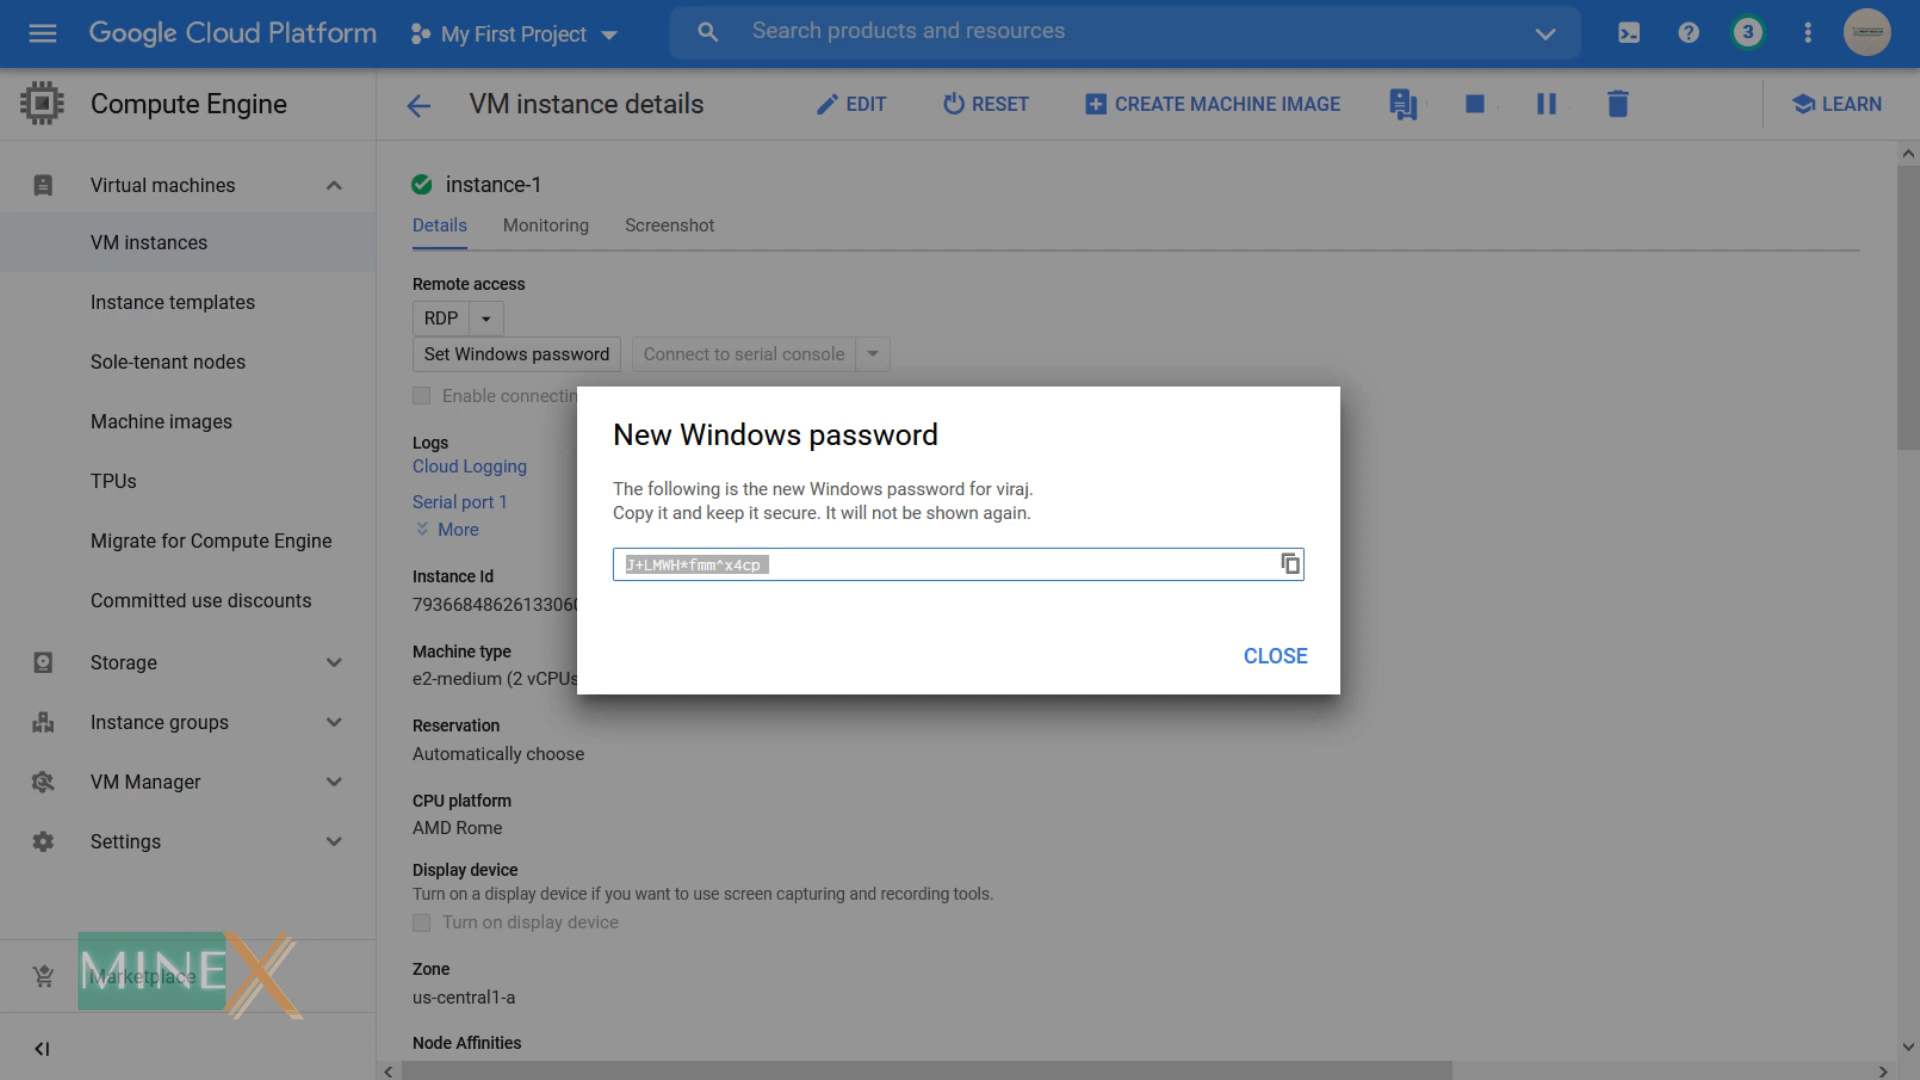 Google Cloud Platform
My First Project
Search products and resources
3
Compute Engine
VM instance details
EDIT
RESET
CREATE MACHINE IMAGE
LEARN
Virtual machines
VM instances
Instance templates
Sole-tenant nodes
Machine images
TPUs
Migrate for Compute Engine
Committed use discounts
Storage
Instance groups
VM Manager
Settings
Marketplace
MINEX
instance-1
Details
Monitoring
Screenshot
Remote access
RDP
Set Windows password
Connect to serial console
Enable connectin
Logs
Cloud Logging
Serial port 1
More
Instance Id
7936684862613306
Machine type
e2-medium (2 vCPUs
Reservation
Automatically choose
CPU platform
AMD Rome
Display device
Turn on a display device if you want to use screen capturing and recording tools.
Turn on display device
Zone
us-central1-a
Node Affinities
New Windows password
The following is the new Windows password for viraj.
Copy it and keep it secure. It will not be shown again.
J+LMWH*fmm^x4cp
CLOSE